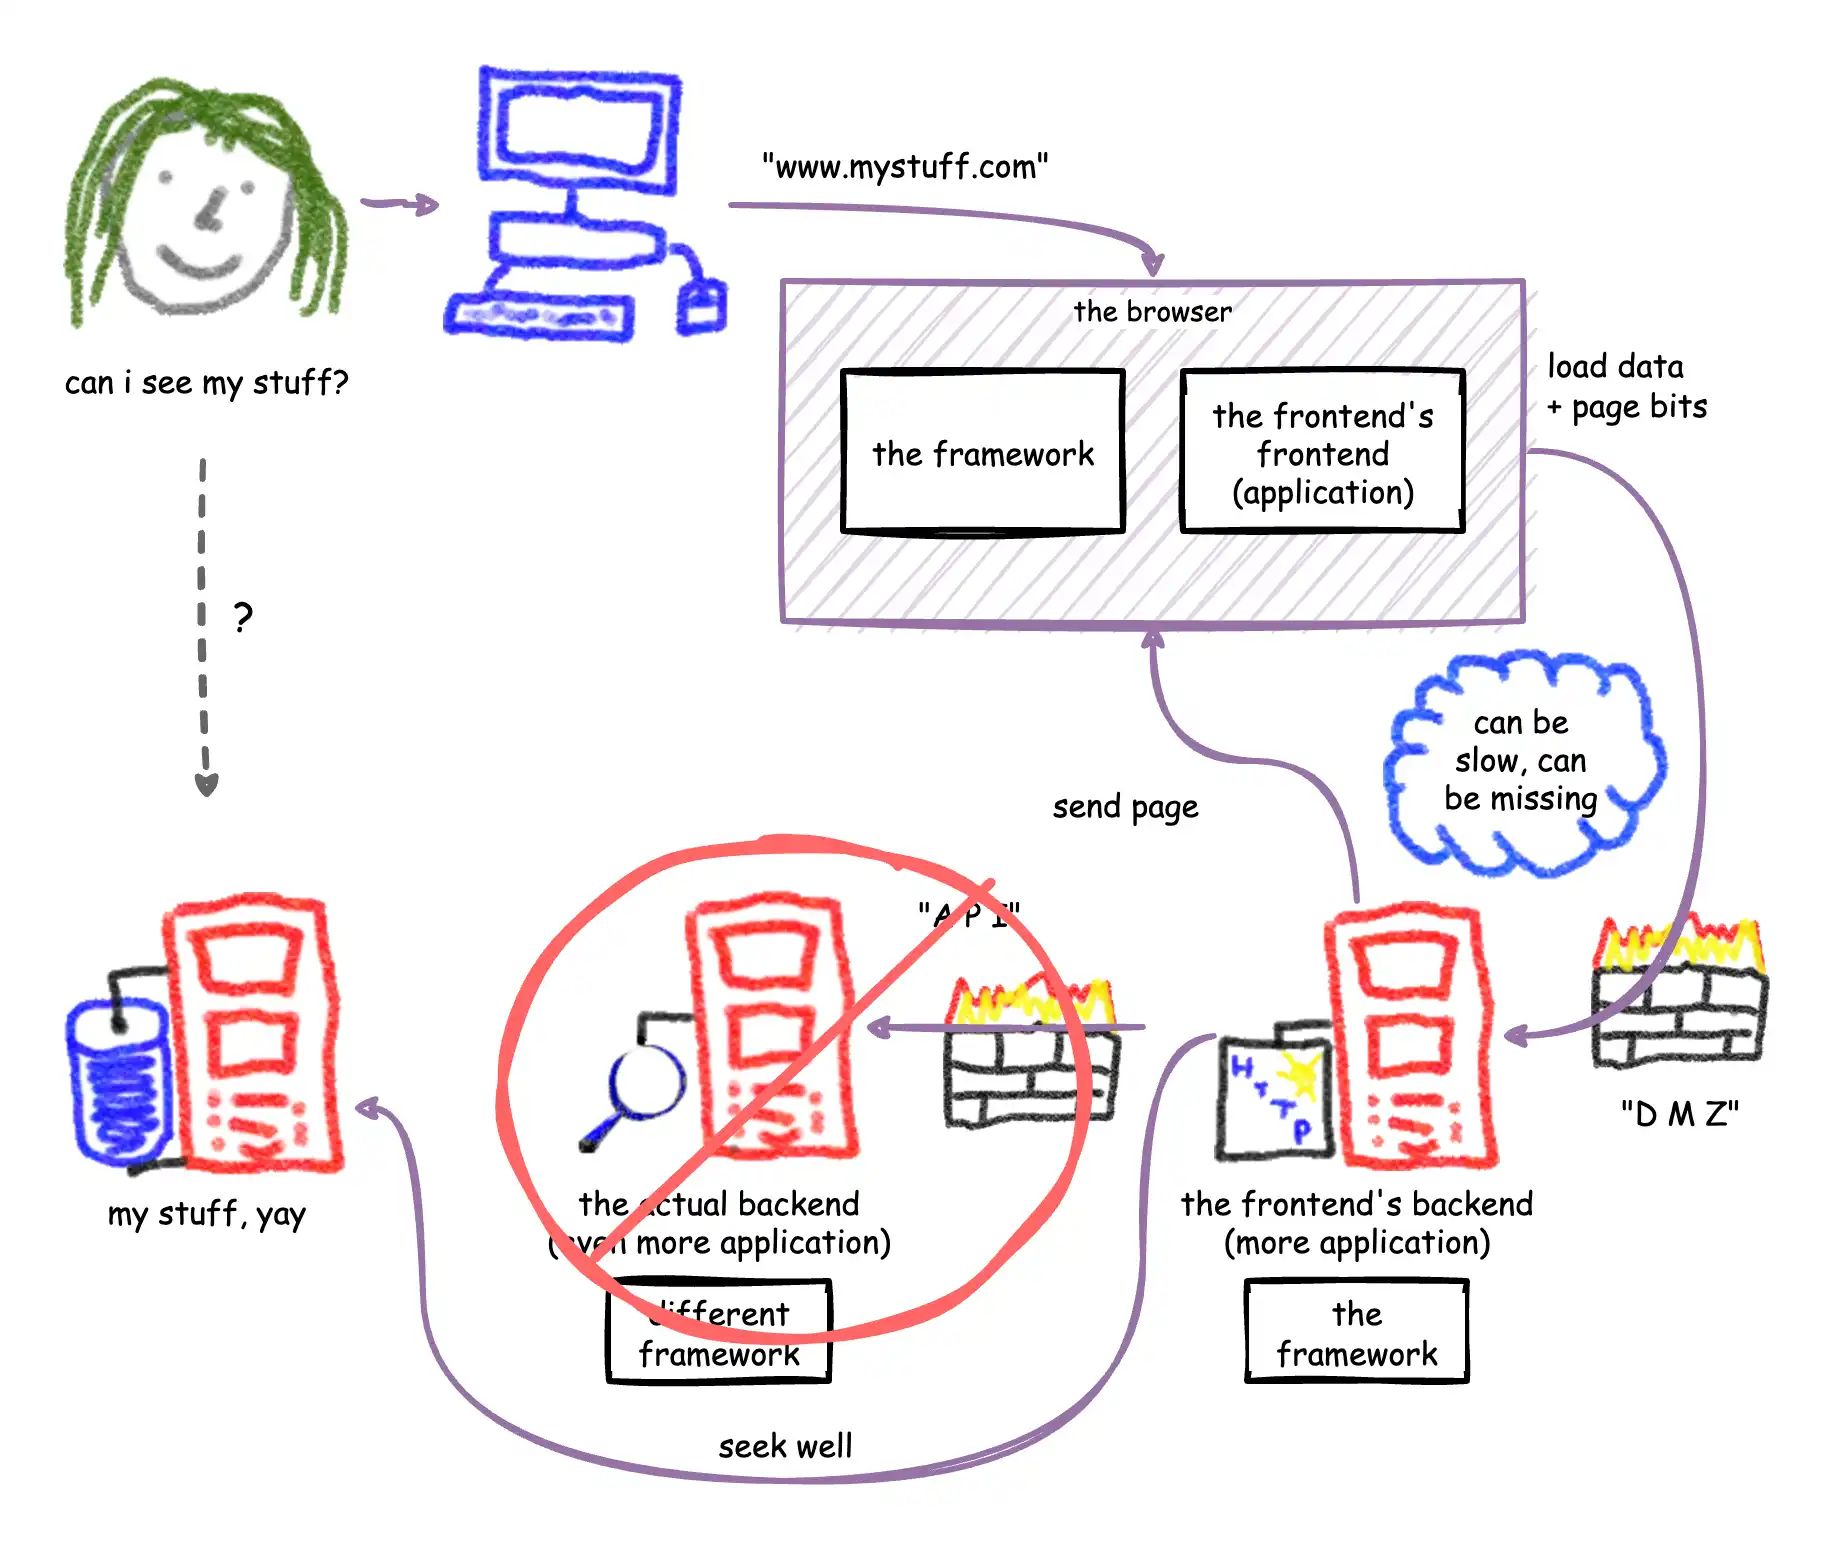 "www.mystuff.com"
the browser
can i see my stuff?
load data
+ page bits
the framework
the frontend's
frontend
(application)
?
can be
slow, can
be missing
send page
"A P I"
H
T
T
P
"D M Z"
my stuff, yay
the actual backend
(even more application)
the frontend's backend
(more application)
different
framework
the
framework
seek well